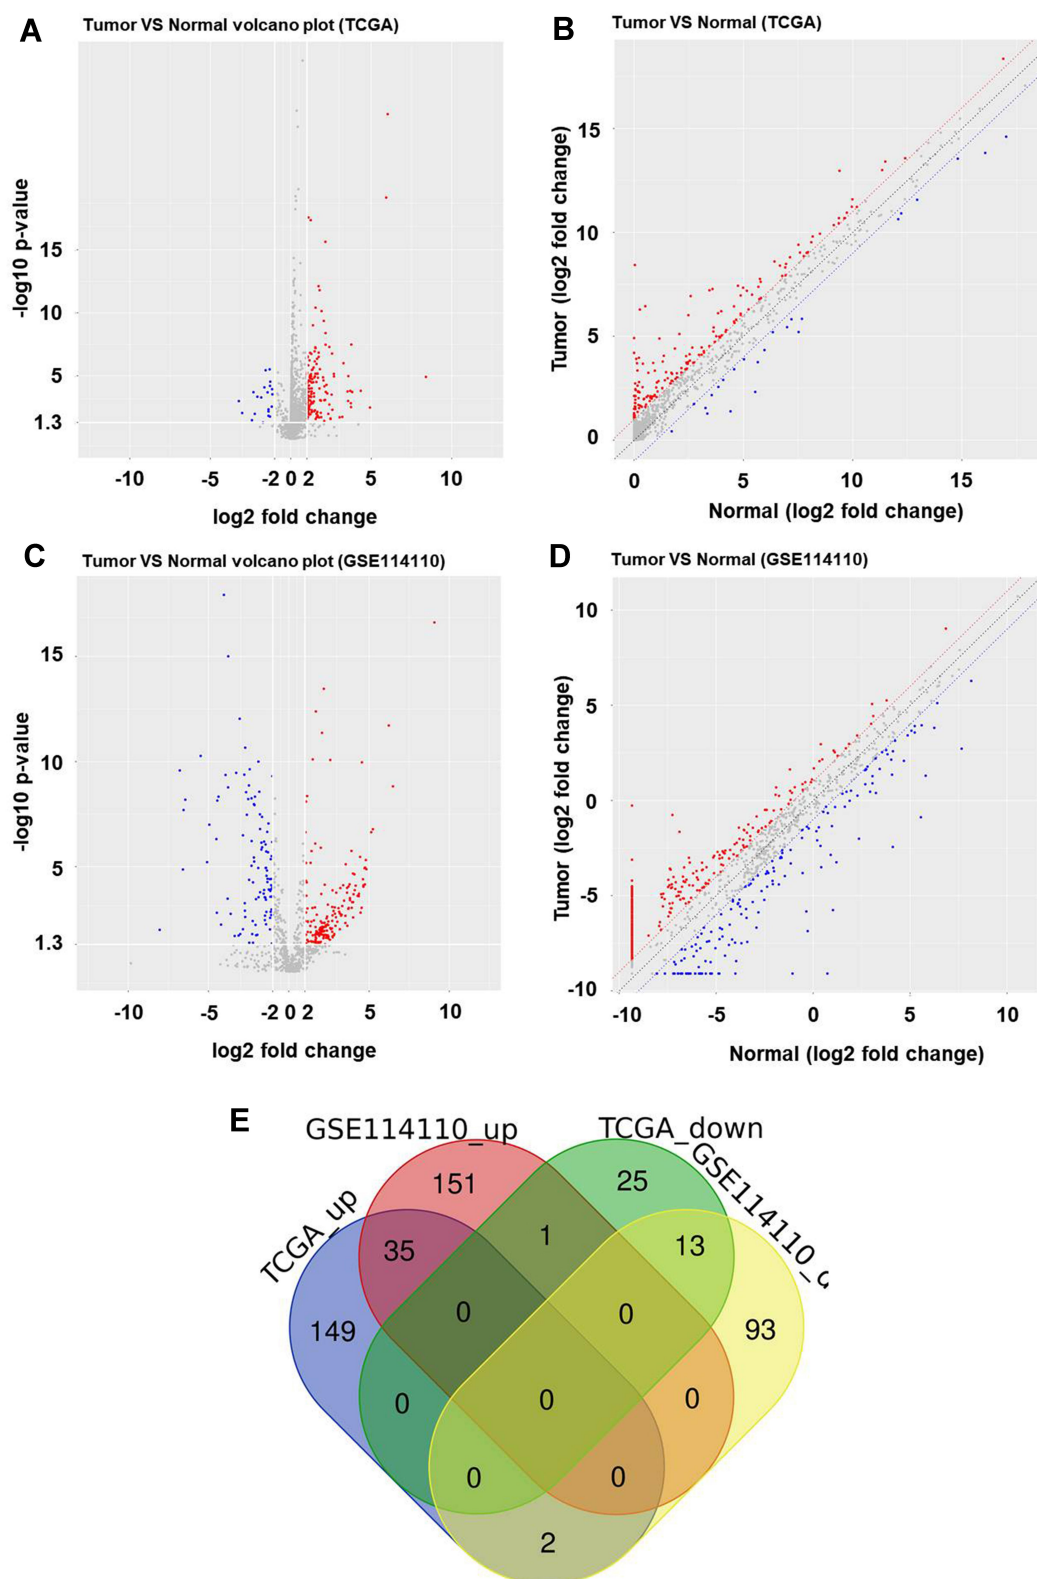 A
Tumor VS Normal volcano plot (TCGA)
-log10 p-value
15
10
5
1.3
-10 -5 -2 0 2 5 10
log2 fold change
B
Tumor VS Normal (TCGA)
Tumor (log2 fold change)
15
10
5
0
0 5 10 15
Normal (log2 fold change)
C
Tumor VS Normal volcano plot (GSE114110)
-log10 p-value
15
10
5
1.3
-10 -5 -2 0 2 5 10
log2 fold change
D
Tumor VS Normal (GSE114110)
Tumor (log2 fold change)
10
5
0
-5
-10
-10 -5 0 5 10
Normal (log2 fold change)
E
GSE114110_up
TCGA_down
TCGA_up
GSE114110_d
151
25
35
1
13
149
0
0
93
0
0
0
0
0
2